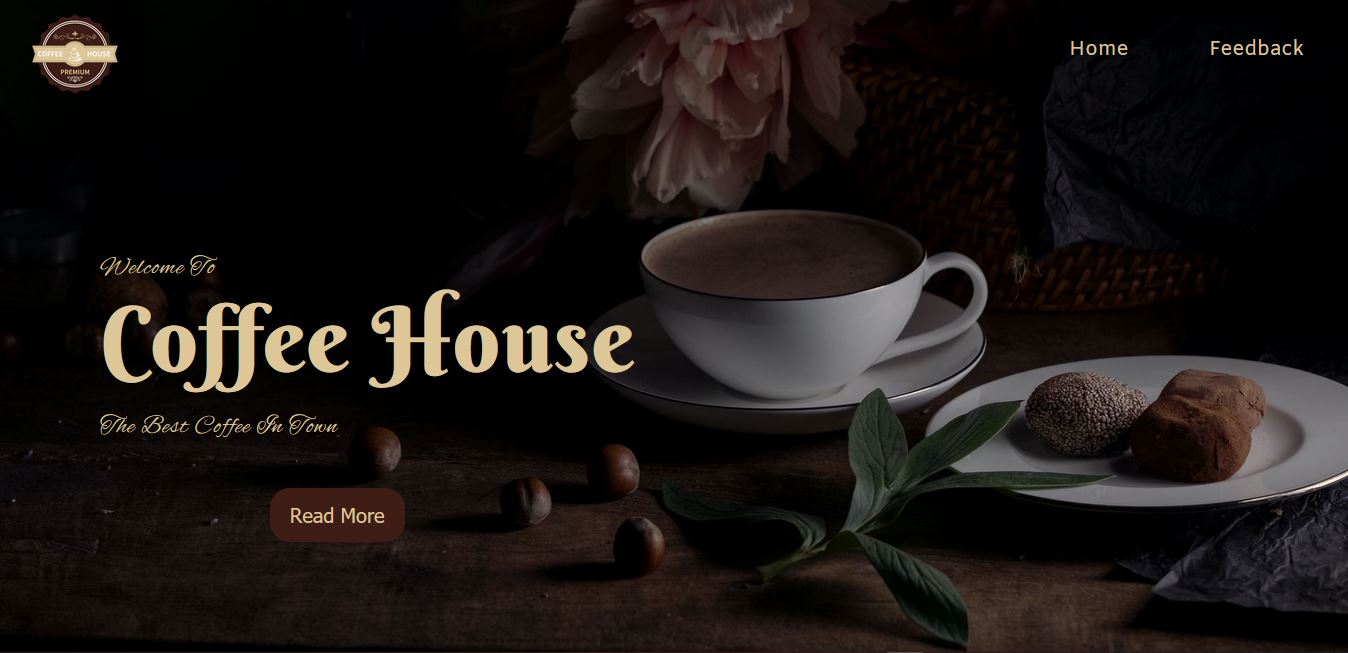 COFFEE HOUSE
PREMIUM
Home
Feedback
Welcome To
Coffee House
The Best Coffee In Town
Read More